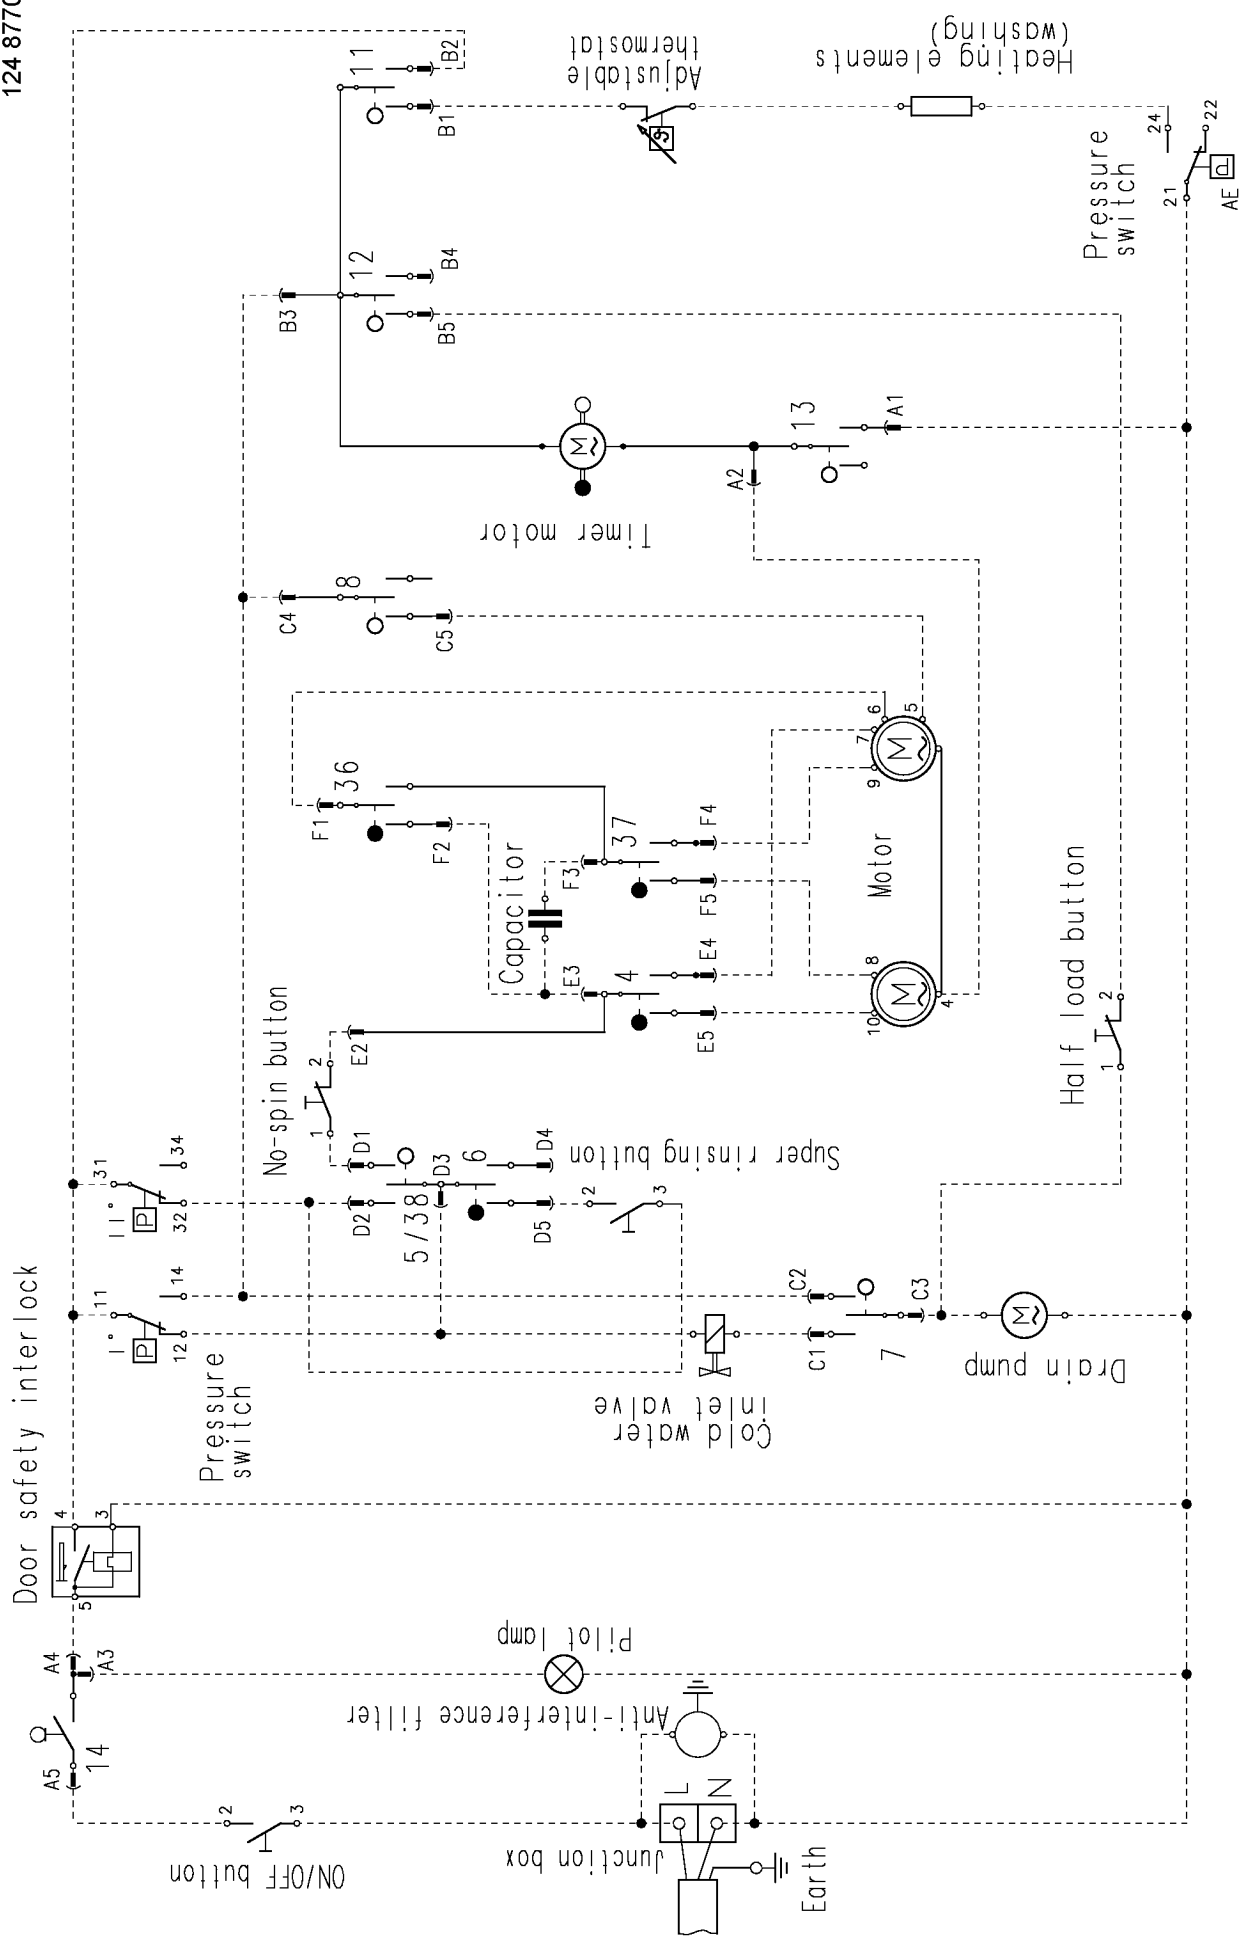 124 8770
Door safety interlock
A5
14
A4
A3
5
4
3
ON/OFF button
2
3
Junction box
L
N
Earth
Anti-interference filter
Pilot lamp
Pressure
switch
I°
P
11
12
14
II°
P
31
32
34
No-spin button
1
2
D1
D2
D3
D4
D5
5/38
6
Super rinsing button
2
3
Cold water
inlet valve
C1
C2
C3
7
Drain pump
M
Half load button
1
2
E2
E3
E4
E5
4
Capacitor
F1
F2
F3
F4
F5
36
37
Motor
M
10
8
4
M
9
7
6
5
C4
C5
8
Timer motor
M
A2
A1
13
B3
B4
B5
12
11
B1
B2
Adjustable
thermostat
Heating elements
(washing)
Pressure
switch
21
24
22
P
AE